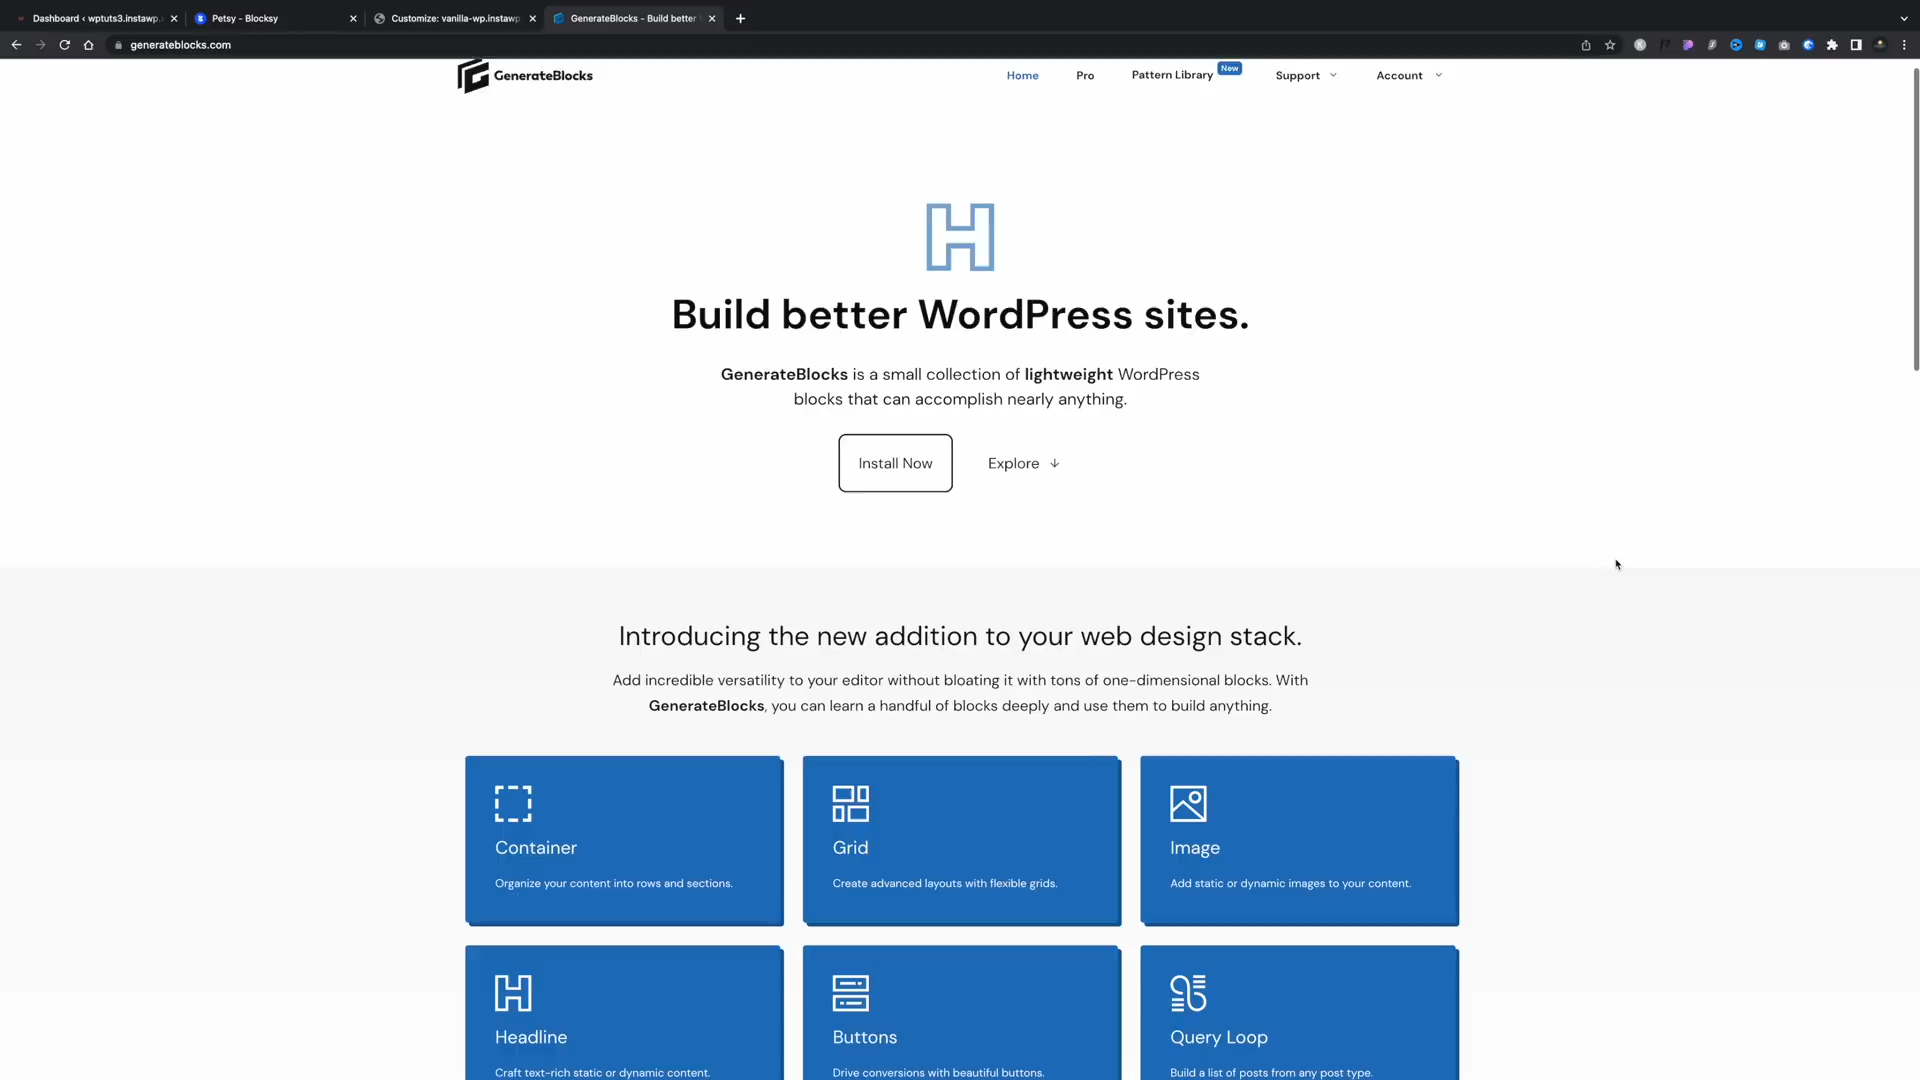 Dashboard ‹ wptuts3.instawp.
Petsy - Blocksy
Customize: vanilla-wp.instawp
GenerateBlocks - Build better
generateblocks.com
GenerateBlocks
Home
Pro
Pattern Library
New
Support
Account
Build better WordPress sites.
GenerateBlocks is a small collection of lightweight WordPress
blocks that can accomplish nearly anything.
Install Now
Explore ↓
Introducing the new addition to your web design stack.
Add incredible versatility to your editor without bloating it with tons of one-dimensional blocks. With
GenerateBlocks, you can learn a handful of blocks deeply and use them to build anything.
Container
Organize your content into rows and sections.
Grid
Create advanced layouts with flexible grids.
Image
Add static or dynamic images to your content.
Headline
Craft text-rich static or dynamic content.
Buttons
Drive conversions with beautiful buttons.
Query Loop
Build a list of posts from any post type.